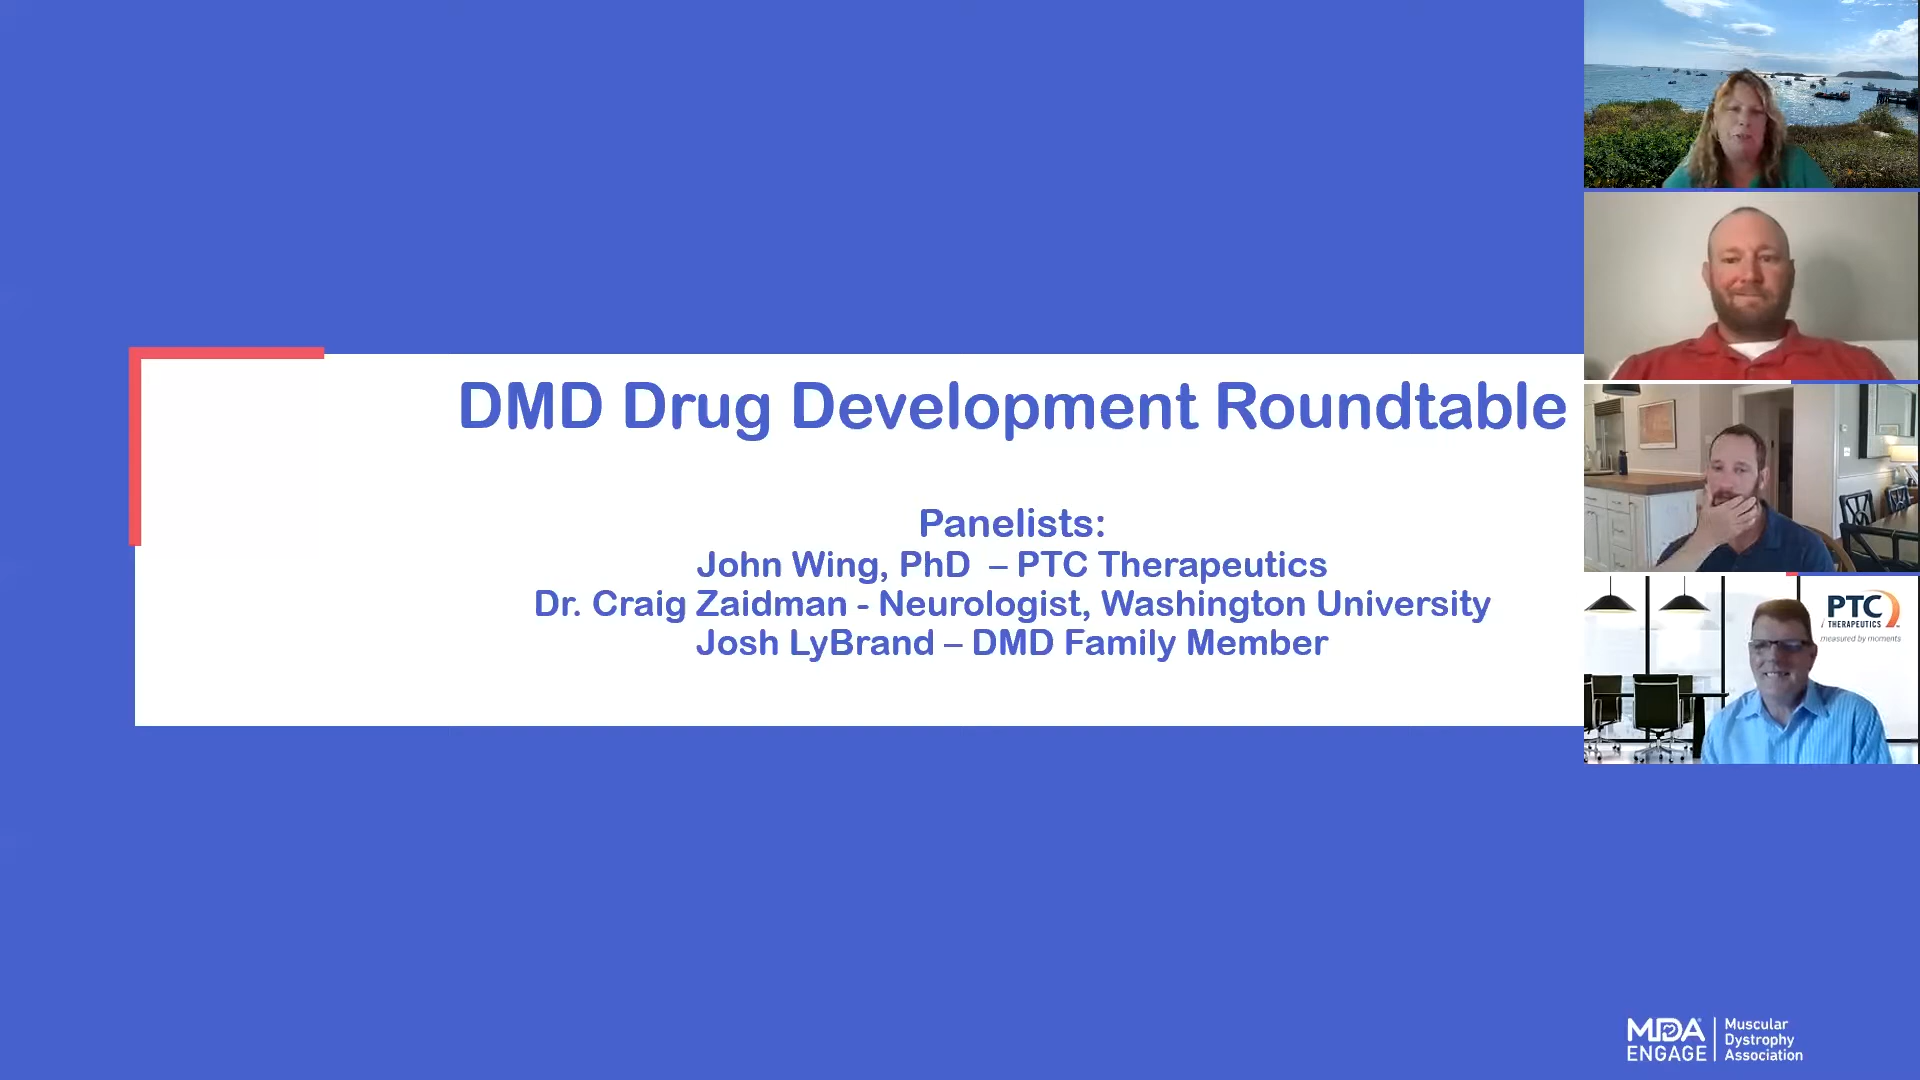 DMD Drug Development Roundtable
Panelists:
John Wing, PhD – PTC Therapeutics
Dr. Craig Zaidman - Neurologist, Washington University
Josh LyBrand – DMD Family Member
PTC
THERAPEUTICS
measured by moments
MDA
ENGAGE
Muscular
Dystrophy
Association